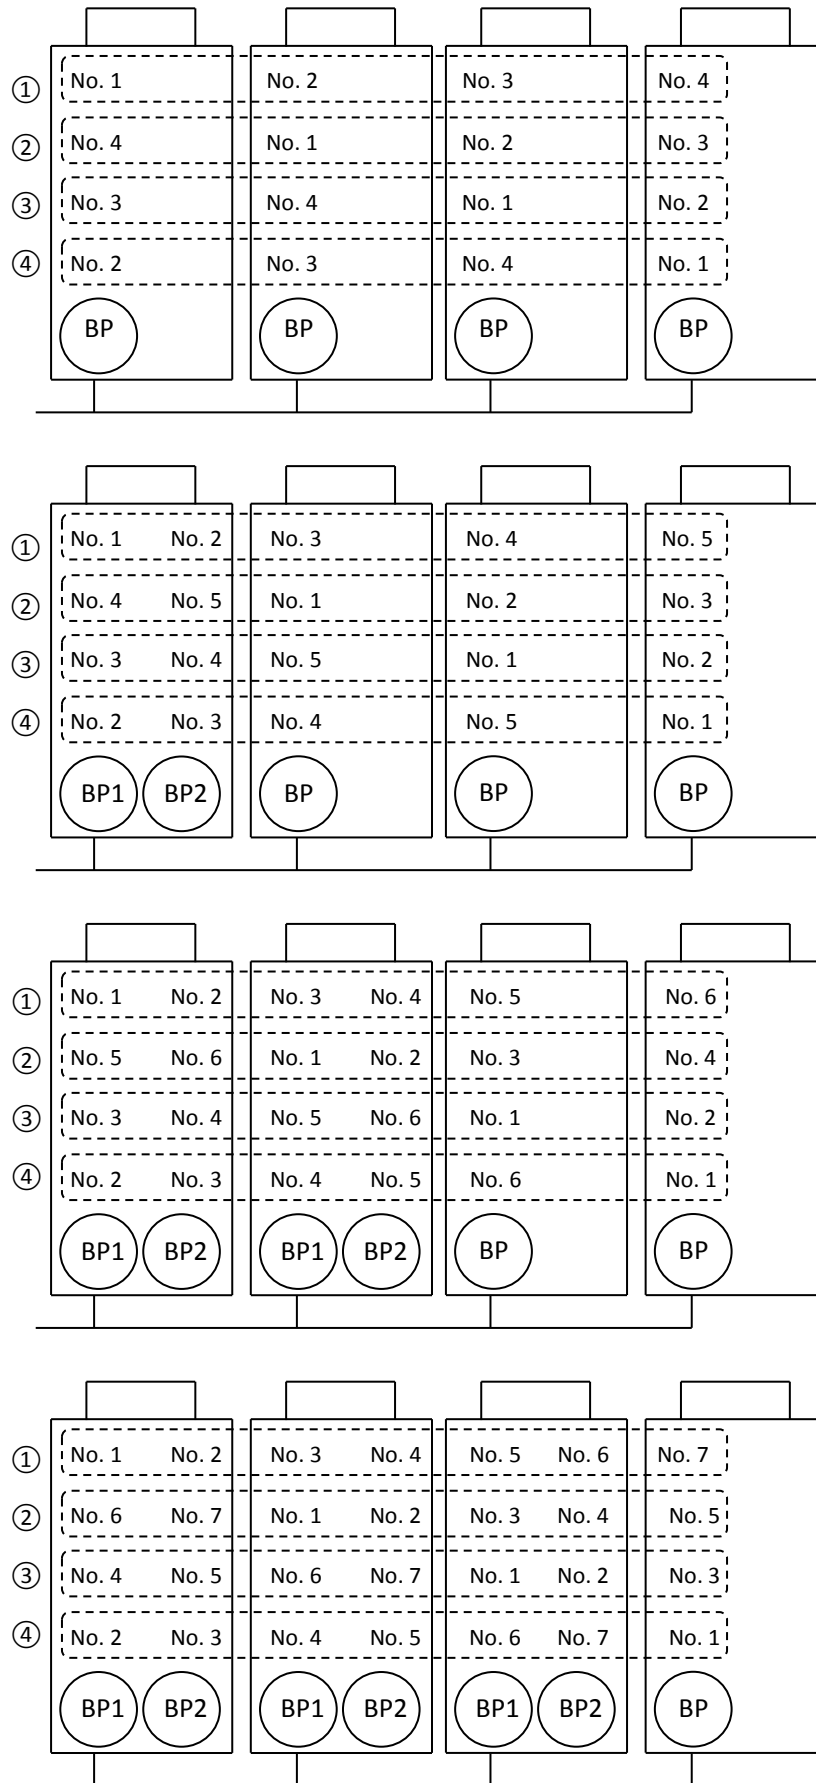 ① No. 1 No. 2 No. 3 No. 4
② No. 4 No. 1 No. 2 No. 3
③ No. 3 No. 4 No. 1 No. 2
④ No. 2 No. 3 No. 4 No. 1
BP BP BP BP
① No. 1 No. 2 No. 3 No. 4 No. 5
② No. 4 No. 5 No. 1 No. 2 No. 3
③ No. 3 No. 4 No. 5 No. 1 No. 2
④ No. 2 No. 3 No. 4 No. 5 No. 1
BP1 BP2 BP BP BP
① No. 1 No. 2 No. 3 No. 4 No. 5 No. 6
② No. 5 No. 6 No. 1 No. 2 No. 3 No. 4
③ No. 3 No. 4 No. 5 No. 6 No. 1 No. 2
④ No. 2 No. 3 No. 4 No. 5 No. 6 No. 1
BP1 BP2 BP1 BP2 BP BP
① No. 1 No. 2 No. 3 No. 4 No. 5 No. 6 No. 7
② No. 6 No. 7 No. 1 No. 2 No. 3 No. 4 No. 5
③ No. 4 No. 5 No. 6 No. 7 No. 1 No. 2 No. 3
④ No. 2 No. 3 No. 4 No. 5 No. 6 No. 7 No. 1
BP1 BP2 BP1 BP2 BP1 BP2 BP